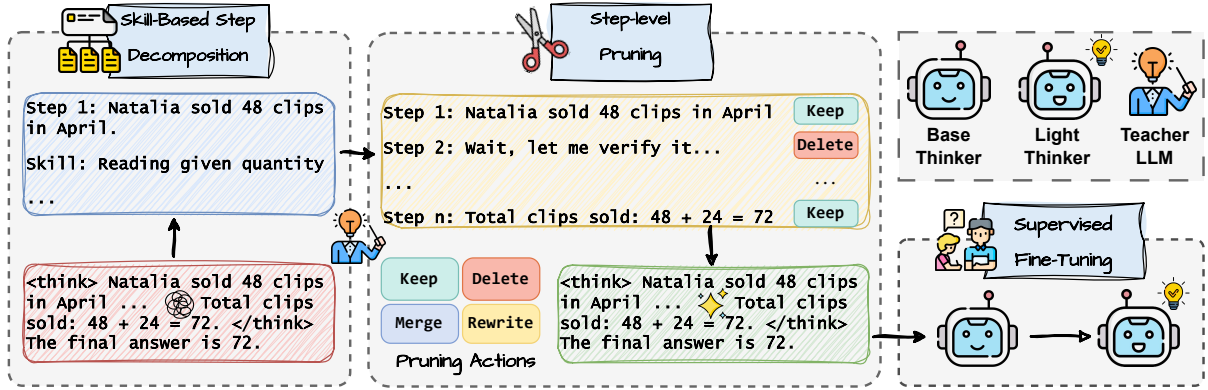 Skill-Based Step
Decomposition
Step 1: Natalia sold 48 clips
in April.
Skill: Reading given quantity
...
<think> Natalia sold 48 clips
in April ... Total clips
sold: 48 + 24 = 72. </think>
The final answer is 72.
Step-level
Pruning
Step 1: Natalia sold 48 clips in April
Keep
Step 2: Wait, let me verify it...
Delete
...
...
Step n: Total clips sold: 48 + 24 = 72
Keep
Keep
Delete
Merge
Rewrite
Pruning Actions
<think> Natalia sold 48 clips
in April ... Total clips
sold: 48 + 24 = 72. </think>
The final answer is 72.
Base
Thinker
Light
Thinker
Teacher
LLM
?
Supervised
Fine-Tuning